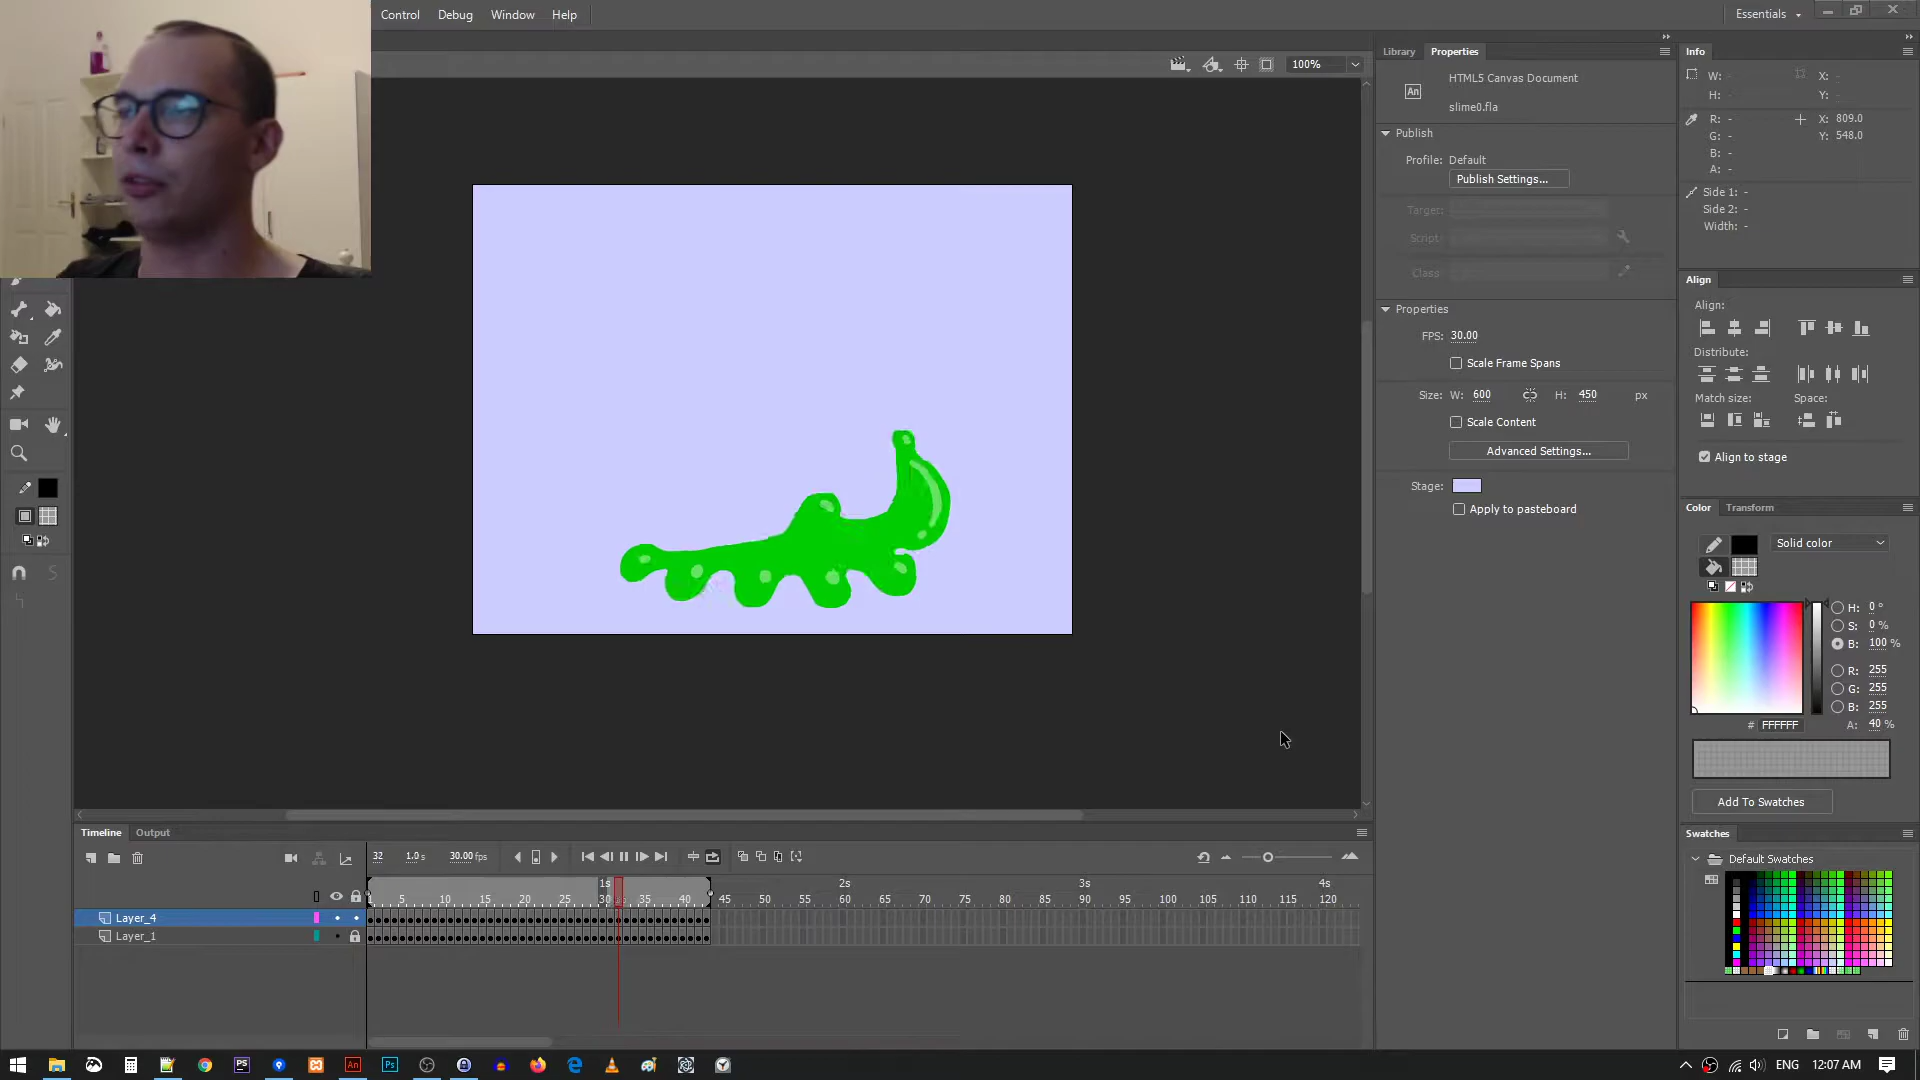 Control Debug Window Help
Essentials
100%
Library Properties
HTML5 Canvas Document
slime0.fla
Publish
Profile: Default
Publish Settings...
Target:
Script:
Class:
Properties
FPS: 30.00
Scale Frame Spans
Size: W: 600 H: 450 px
Scale Content
Advanced Settings...
Stage:
Apply to pasteboard
Info
W: - X: -
H: - Y: -
R: - X: 809.0
G: - Y: 548.0
B: -
A: -
Side 1: -
Side 2: -
Width: -
Align
Align:
Distribute:
Match size: Space:
Align to stage
Color Transform
Solid color
H: 0 °
S: 0 %
B: 100 %
R: 255
G: 255
B: 255
# FFFFFF A: 40 %
Add To Swatches
Swatches
Default Swatches
Timeline Output
32 1.0 s 30.00 fps
1s 2s 3s 4s
1 5 10 15 20 25 30 35 40 45 50 55 60 65 70 75 80 85 90 95 100 105 110 115 120
Layer_4
Layer_1
An Ps
ENG 12:07 AM